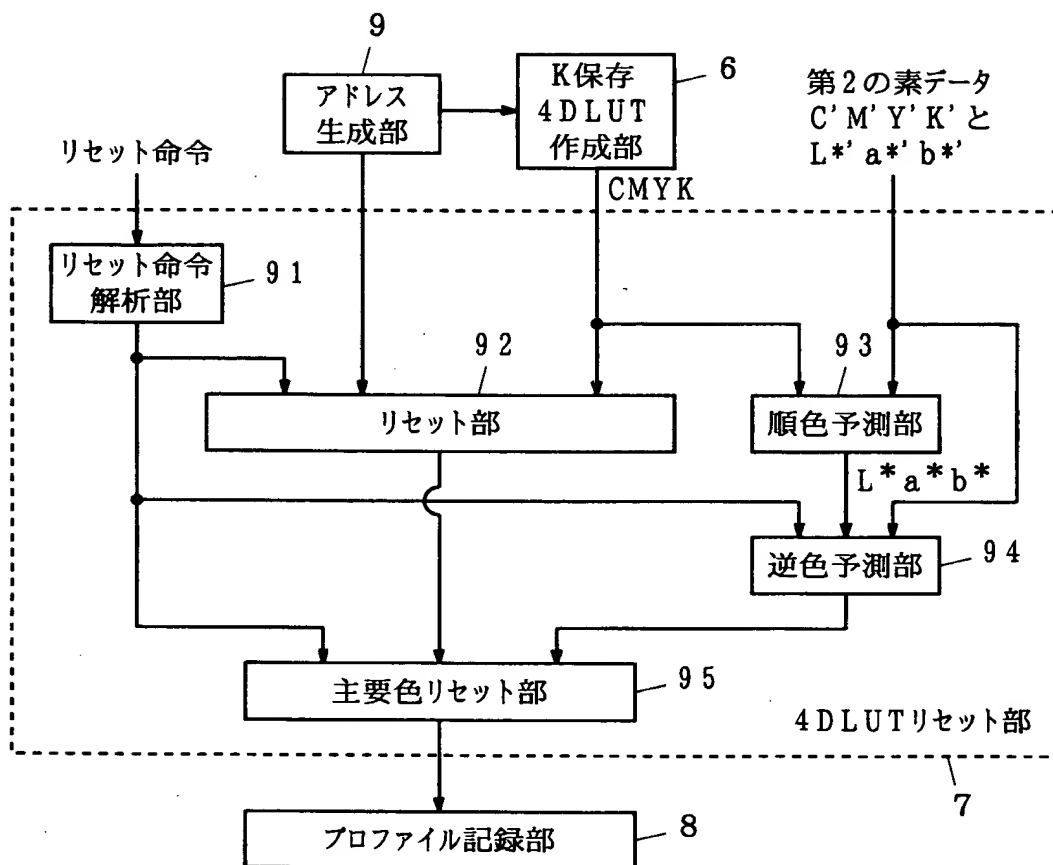 9
アドレス
生成部
K保存
4DLUT
作成部
6
第2の素データ
C'M'Y'K'と
L*'a*'b*'
リセット命令
CMYK
リセット命令
解析部
91
92
リセット部
93
順色予測部
L*a*b*
逆色予測部
94
主要色リセット部
95
4DLUTリセット部
7
プロファイル記録部
8